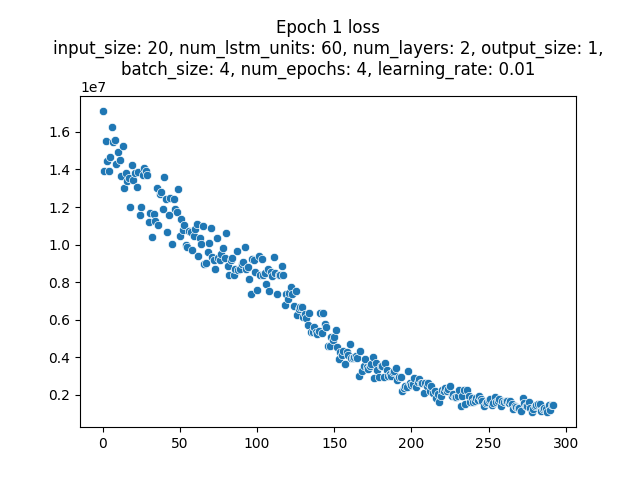 Epoch 1 loss
input_size: 20, num_lstm_units: 60, num_layers: 2, output_size: 1,
batch_size: 4, num_epochs: 4, learning_rate: 0.01
1e7
1.6
1.4
1.2
1.0
0.8
0.6
0.4
0.2
0 50 100 150 200 250 300